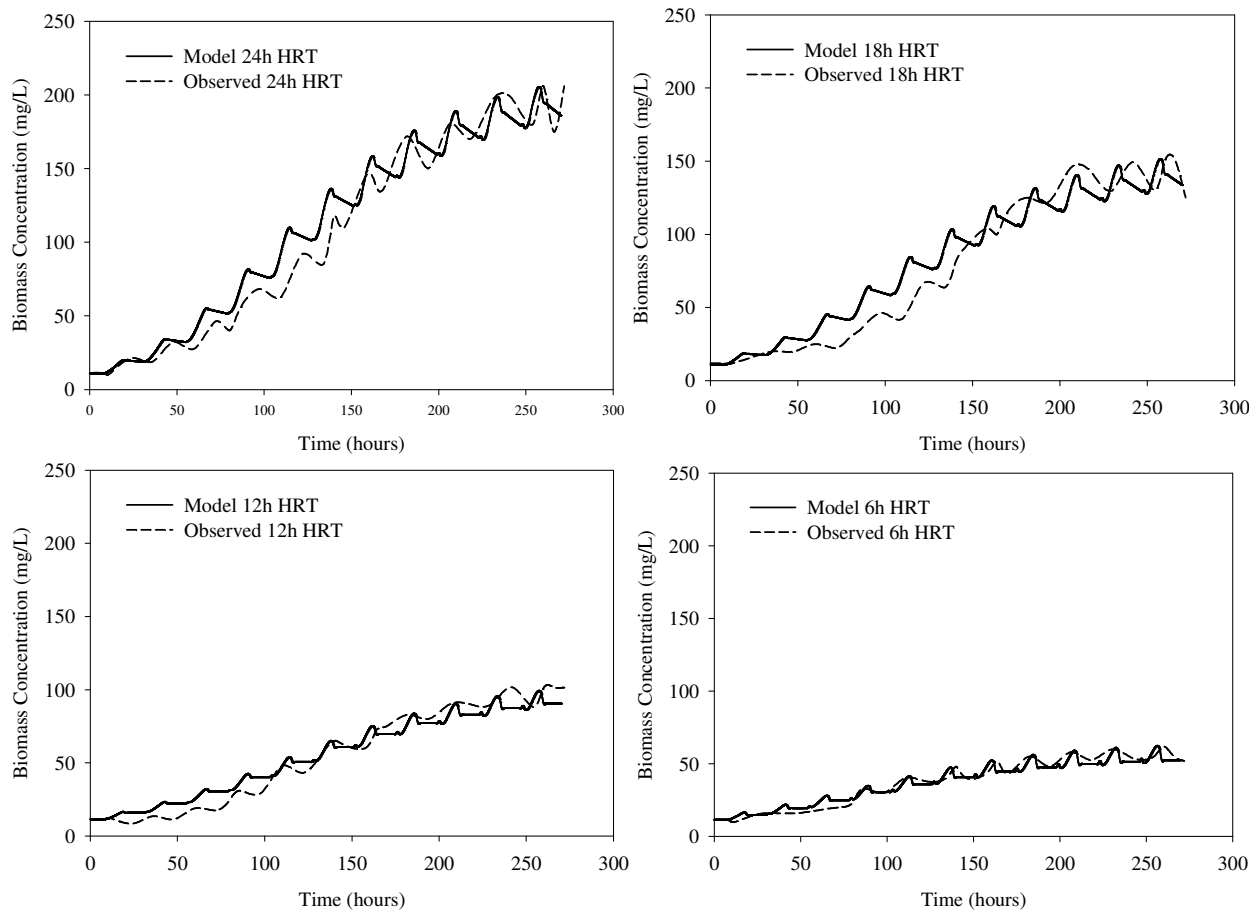 250
200
150
100
50
0
Biomass Concentration (mg/L)
Model 24h HRT
Observed 24h HRT
0 50 100 150 200 250 300
Time (hours)
250
200
150
100
50
0
Biomass Concentration (mg/L)
Model 18h HRT
Observed 18h HRT
0 50 100 150 200 250 300
Time (hours)
250
200
150
100
50
0
Biomass Concentration (mg/L)
Model 12h HRT
Observed 12h HRT
0 50 100 150 200 250 300
Time (hours)
250
200
150
100
50
0
Biomass Concentration (mg/L)
Model 6h HRT
Observed 6h HRT
0 50 100 150 200 250 300
Time (hours)